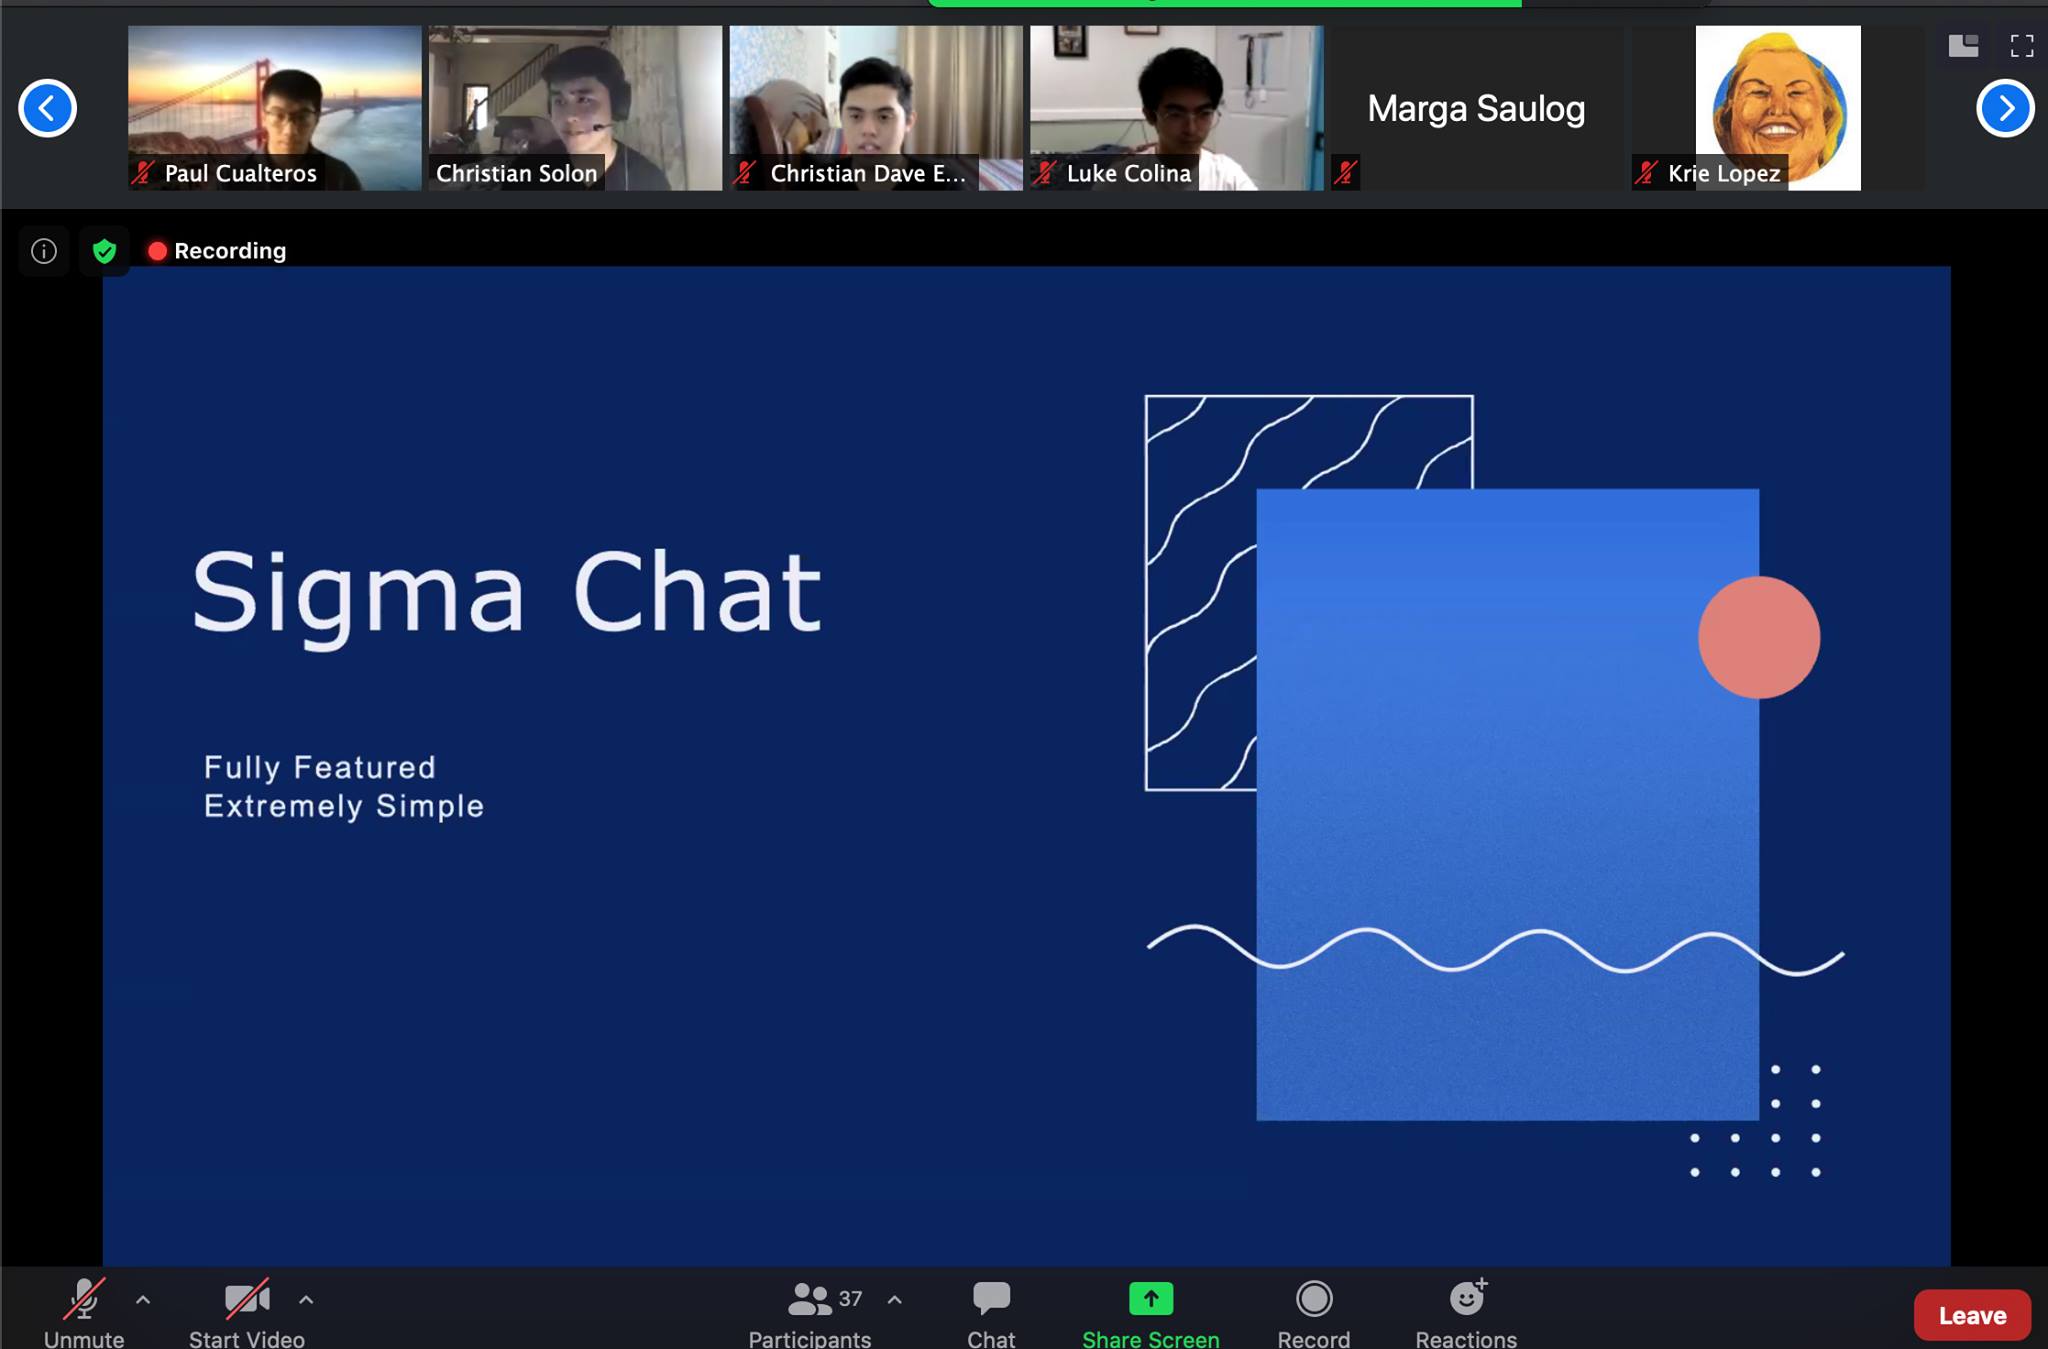 Paul Cualteros
Christian Solon
Christian Dave E...
Luke Colina
Marga Saulog
Krie Lopez
Recording
Sigma Chat
Fully Featured
Extremely Simple
Unmute
Start Video
37
Participants
Chat
Share Screen
Record
Reactions
Leave